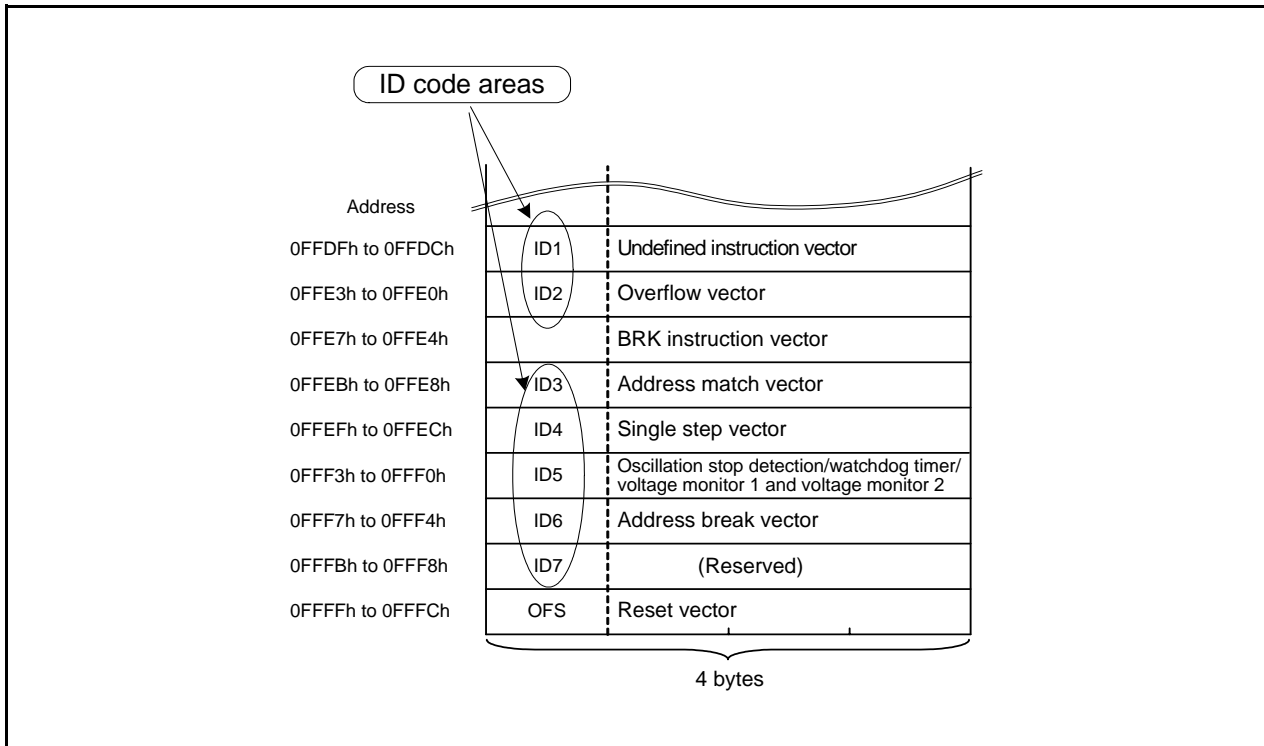 ID code areas
Address
0FFDFh to 0FFDCh ID1 Undefined instruction vector
0FFE3h to 0FFE0h ID2 Overflow vector
0FFE7h to 0FFE4h BRK instruction vector
0FFEBh to 0FFE8h ID3 Address match vector
0FFEFh to 0FFECh ID4 Single step vector
0FFF3h to 0FFF0h ID5 Oscillation stop detection/watchdog timer/
voltage monitor 1 and voltage monitor 2
0FFF7h to 0FFF4h ID6 Address break vector
0FFFBh to 0FFF8h ID7 (Reserved)
0FFFFh to 0FFFCh OFS Reset vector
4 bytes